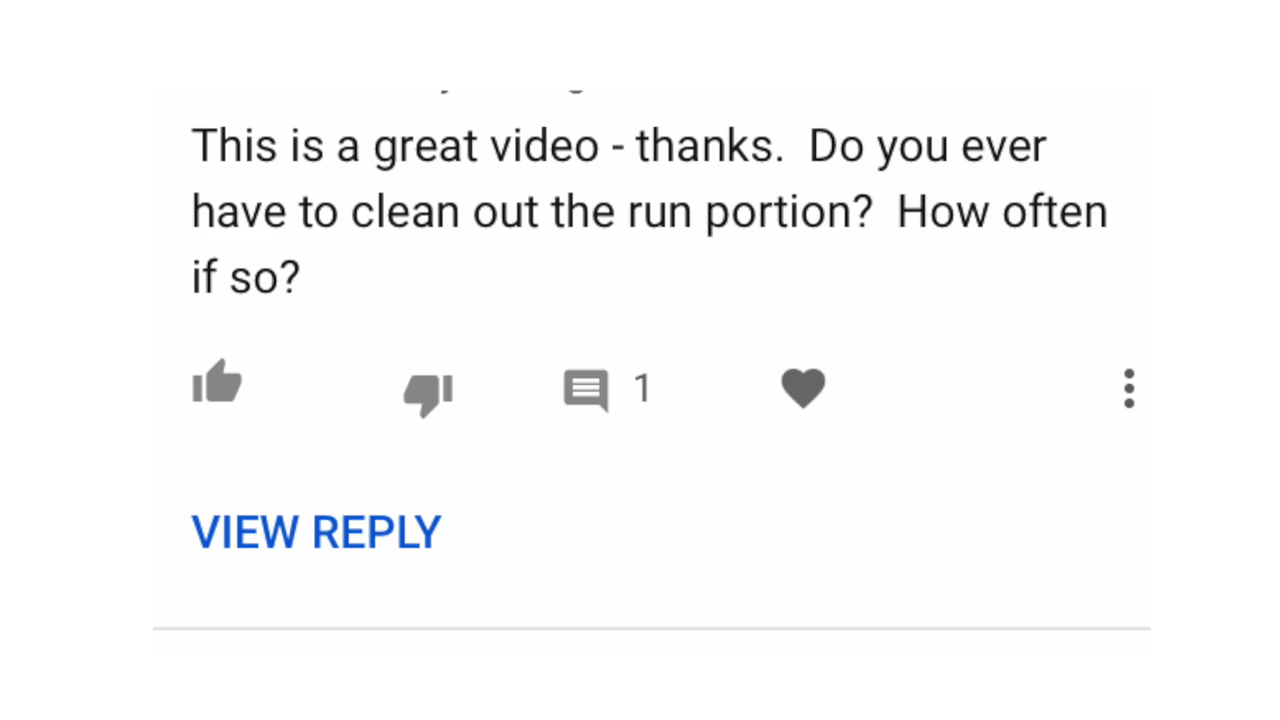 This is a great video - thanks.  Do you ever
have to clean out the run portion?  How often
if so?
1
VIEW REPLY